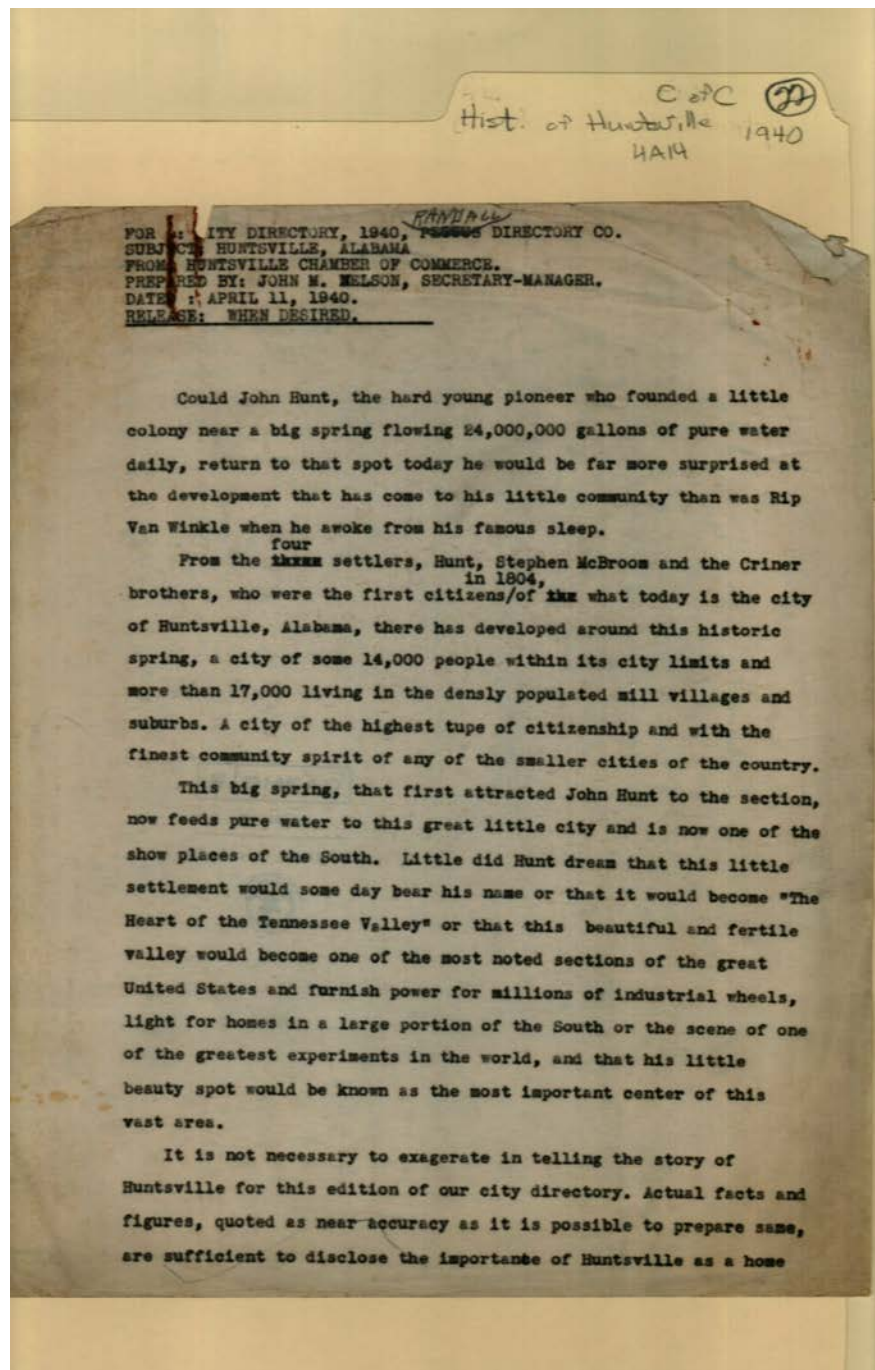 C of C 22
Hist. of Huntsville 1940
4A14
RANDALL
FOR : ITY DIRECTORY, 1940, DIRECTORY CO.
SUBJECT: HUNTSVILLE, ALABAMA
FROM HUNTSVILLE CHAMBER OF COMMERCE.
PREPARED BY: JOHN M. NELSON, SECRETARY-MANAGER.
DATE : APRIL 11, 1940.
RELEASE: WHEN DESIRED.
Could John Hunt, the hard young pioneer who founded a little
colony near a big spring flowing 24,000,000 gallons of pure water
daily, return to that spot today he would be far more surprised at
the development that has come to his little community than was Rip
Van Winkle when he awoke from his famous sleep.
four
From the settlers, Hunt, Stephen McBroom and the Criner
in 1804,
brothers, who were the first citizens/of the what today is the city
of Huntsville, Alabama, there has developed around this historic
spring, a city of some 14,000 people within its city limits and
more than 17,000 living in the densly populated mill villages and
suburbs. A city of the highest tupe of citizenship and with the
finest community spirit of any of the smaller cities of the country.
This big spring, that first attracted John Hunt to the section,
now feeds pure water to this great little city and is now one of the
show places of the South. Little did Hunt dream that this little
settlement would some day bear his name or that it would become "The
Heart of the Tennessee Valley" or that this beautiful and fertile
valley would become one of the most noted sections of the great
United States and furnish power for millions of industrial wheels,
light for homes in a large portion of the South or the scene of one
of the greatest experiments in the world, and that his little
beauty spot would be known as the most important center of this
vast area.
It is not necessary to exagerate in telling the story of
Huntsville for this edition of our city directory. Actual facts and
figures, quoted as near accuracy as it is possible to prepare same,
are sufficient to disclose the importance of Huntsville as a home